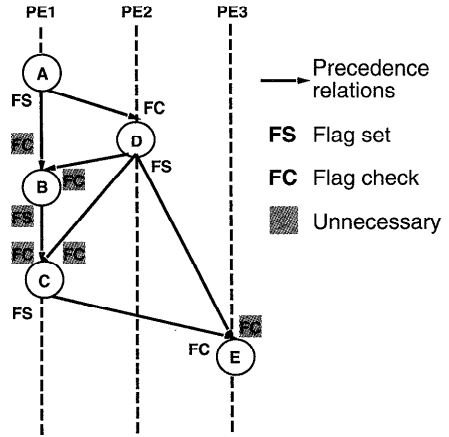 PE1 PE2 PE3
A
FS
FC
FC
D
FS
B
FC
FS
FC
FC
C
FS
FC
FC
E
Precedence
relations
FS Flag set
FC Flag check
Unnecessary